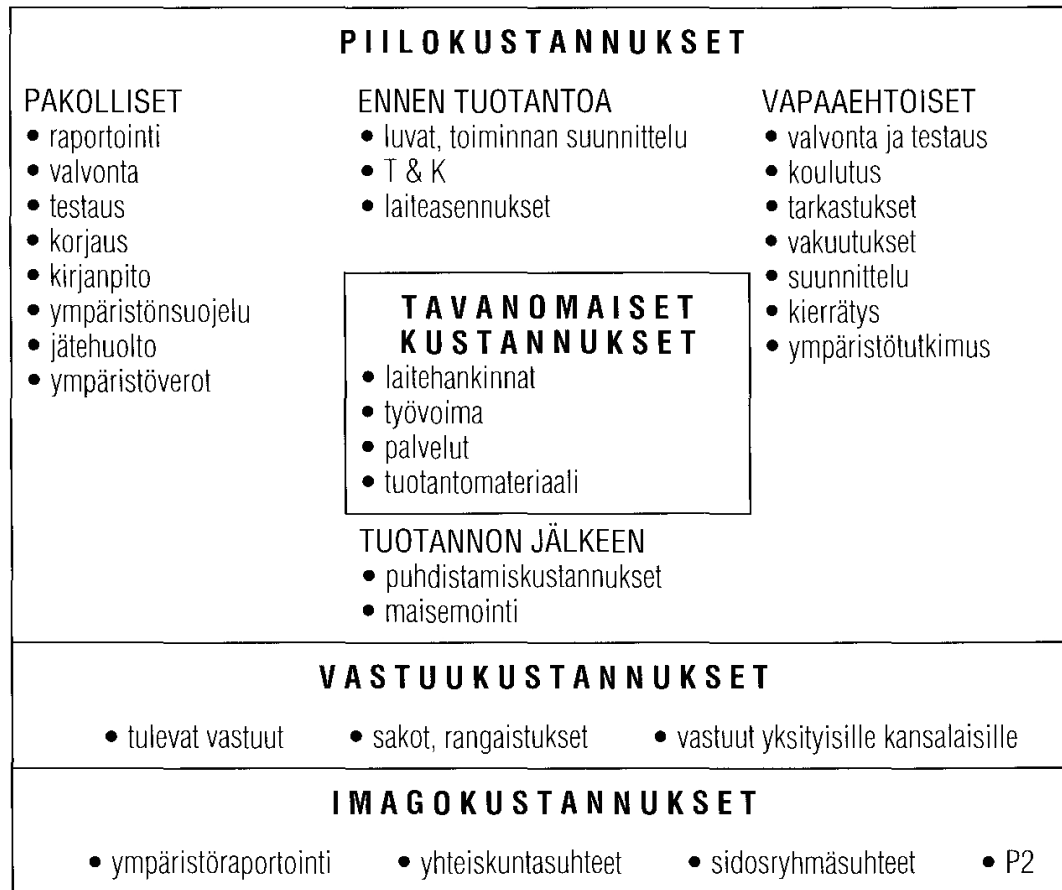 PIILOKUSTANNUKSET
PAKOLLISET
• raportointi
• valvonta
• testaus
• korjaus
• kirjanpito
• ympäristönsuojelu
• jätehuolto
• ympäristöverot
ENNEN TUOTANTOA
• luvat, toiminnan suunnittelu
• T & K
• laiteasennukset
VAPAAEHTOISET
• valvonta ja testaus
• koulutus
• tarkastukset
• vakuutukset
• suunnittelu
• kierrätys
• ympäristötutkimus
TAVANOMAISET
KUSTANNUKSET
• laitehankinnat
• työvoima
• palvelut
• tuotantomateriaali
TUOTANNON JÄLKEEN
• puhdistamiskustannukset
• maisemointi
VASTUUKUSTANNUKSET
• tulevat vastuut • sakot, rangaistukset • vastuut yksityisille kansalaisille
IMAGOKUSTANNUKSET
• ympäristöraportointi • yhteiskuntasuhteet • sidosryhmäsuhteet • P2